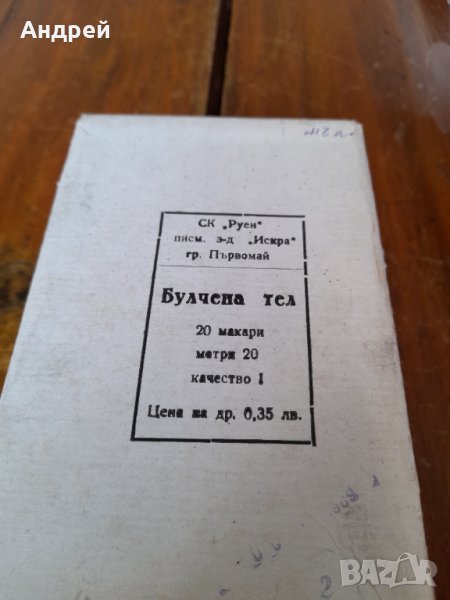 Андрей
СК „Руен"
писм. з-д „Искра"
гр. Първомай
Булчена тел
20 макари
метри 20
качество I
Цена на др. 0,35 лв.
BAZAR